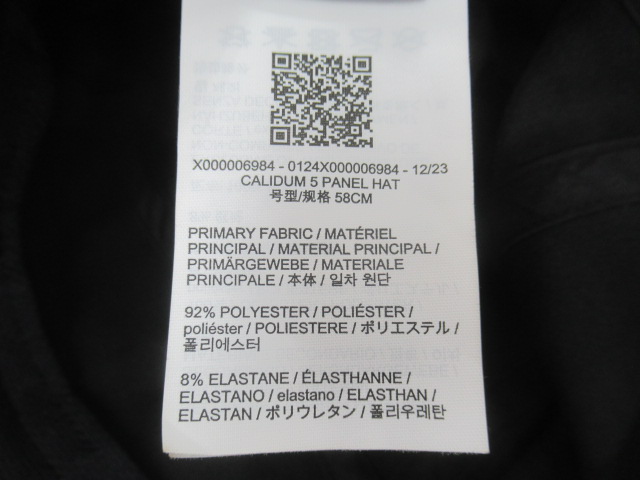 X000006984 - 0124X000006984 - 12/23
CALIDUM 5 PANEL HAT
号型/规格 58CM
PRIMARY FABRIC / MATÉRIEL
PRINCIPAL / MATERIAL PRINCIPAL /
PRIMÄRGEWEBE / MATERIALE
PRINCIPALE / 本体 / 일차 원단
92% POLYESTER / POLIÉSTER /
poliéster / POLIESTERE / ポリエステル /
폴리에스터
8% ELASTANE / ÉLASTHANNE /
ELASTANO / elastano / ELASTHAN /
ELASTAN / ポリウレタン / 폴리우레탄